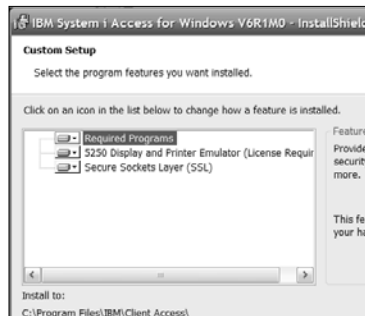 IBM System i Access for Windows V6R1M0 - InstallShield
Custom Setup
Select the program features you want installed.
Click on an icon in the list below to change how a feature is installed.
Feature
Required Programs
Provide
5250 Display and Printer Emulator (License Requir
security
Secure Sockets Layer (SSL)
more.
This fe
your ha
Install to:
C:\Program Files\IBM\Client Access\